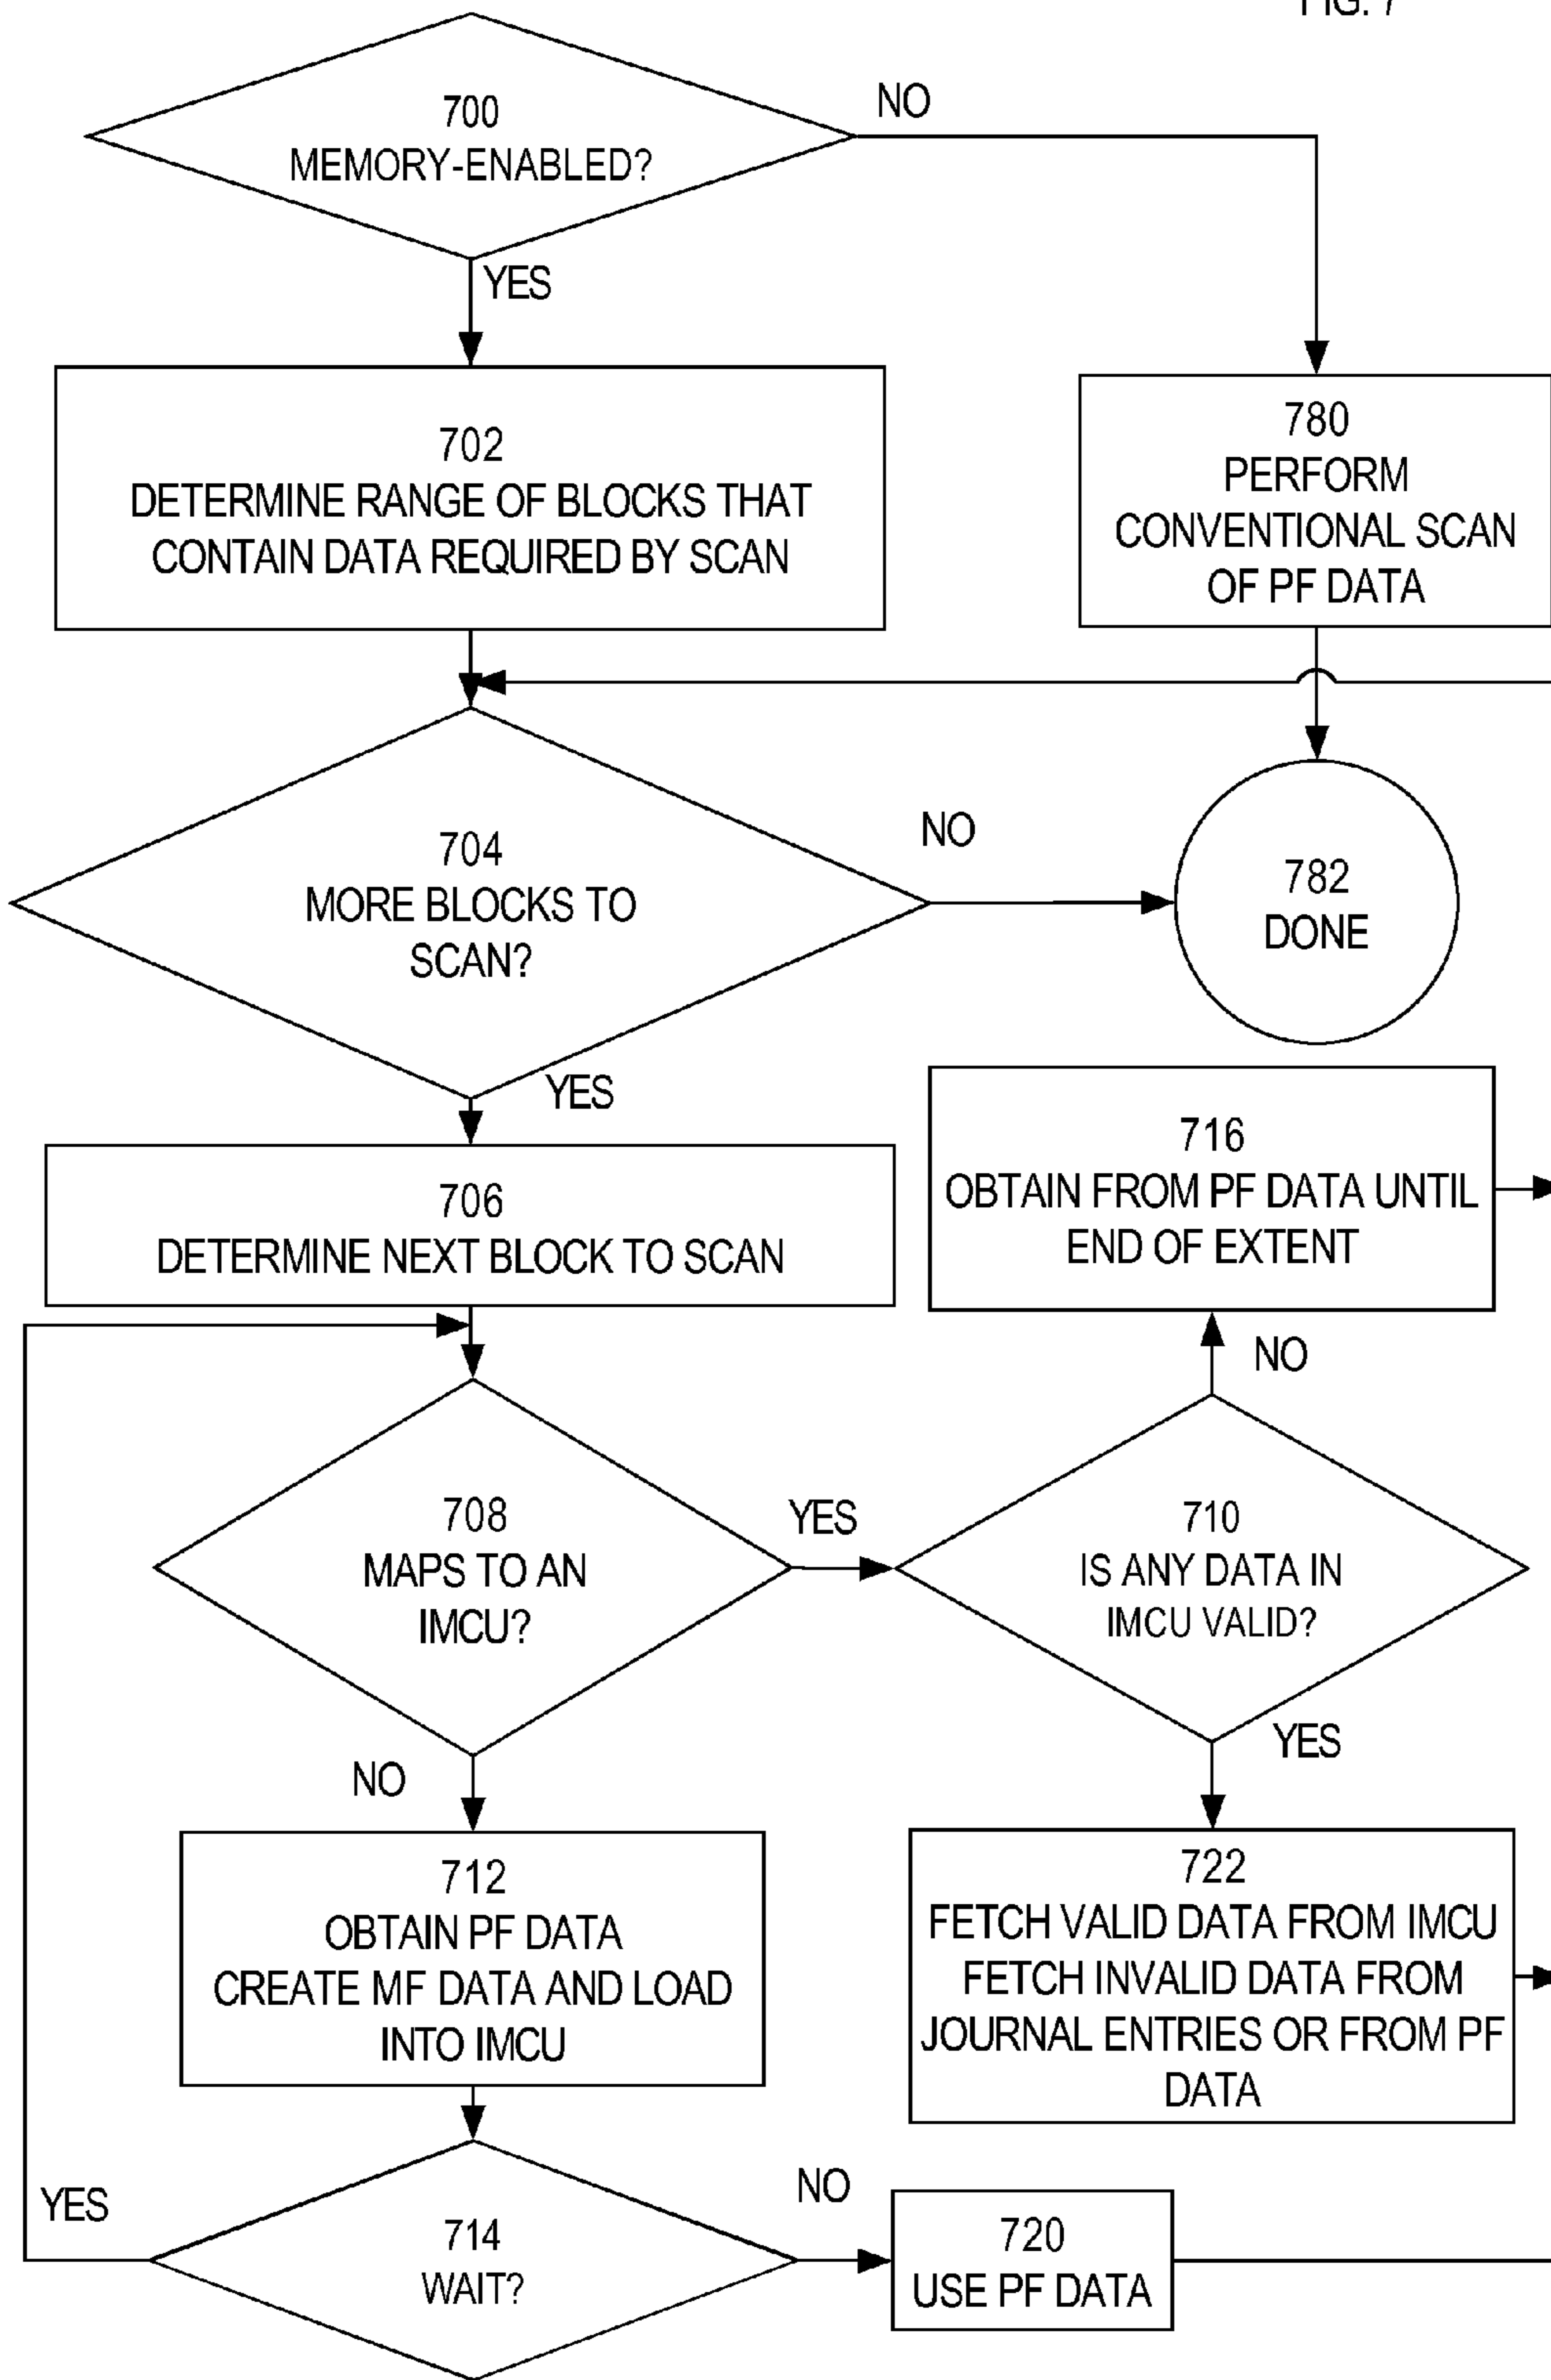 FIG. 7
700
MEMORY-ENABLED?
NO
YES
702
DETERMINE RANGE OF BLOCKS THAT
CONTAIN DATA REQUIRED BY SCAN
780
PERFORM
CONVENTIONAL SCAN
OF PF DATA
704
MORE BLOCKS TO
SCAN?
NO
782
DONE
YES
706
DETERMINE NEXT BLOCK TO SCAN
716
OBTAIN FROM PF DATA UNTIL
END OF EXTENT
NO
708
MAPS TO AN
IMCU?
YES
710
IS ANY DATA IN
IMCU VALID?
YES
NO
712
OBTAIN PF DATA
CREATE MF DATA AND LOAD
INTO IMCU
722
FETCH VALID DATA FROM IMCU
FETCH INVALID DATA FROM
JOURNAL ENTRIES OR FROM PF
DATA
YES
714
WAIT?
NO
720
USE PF DATA